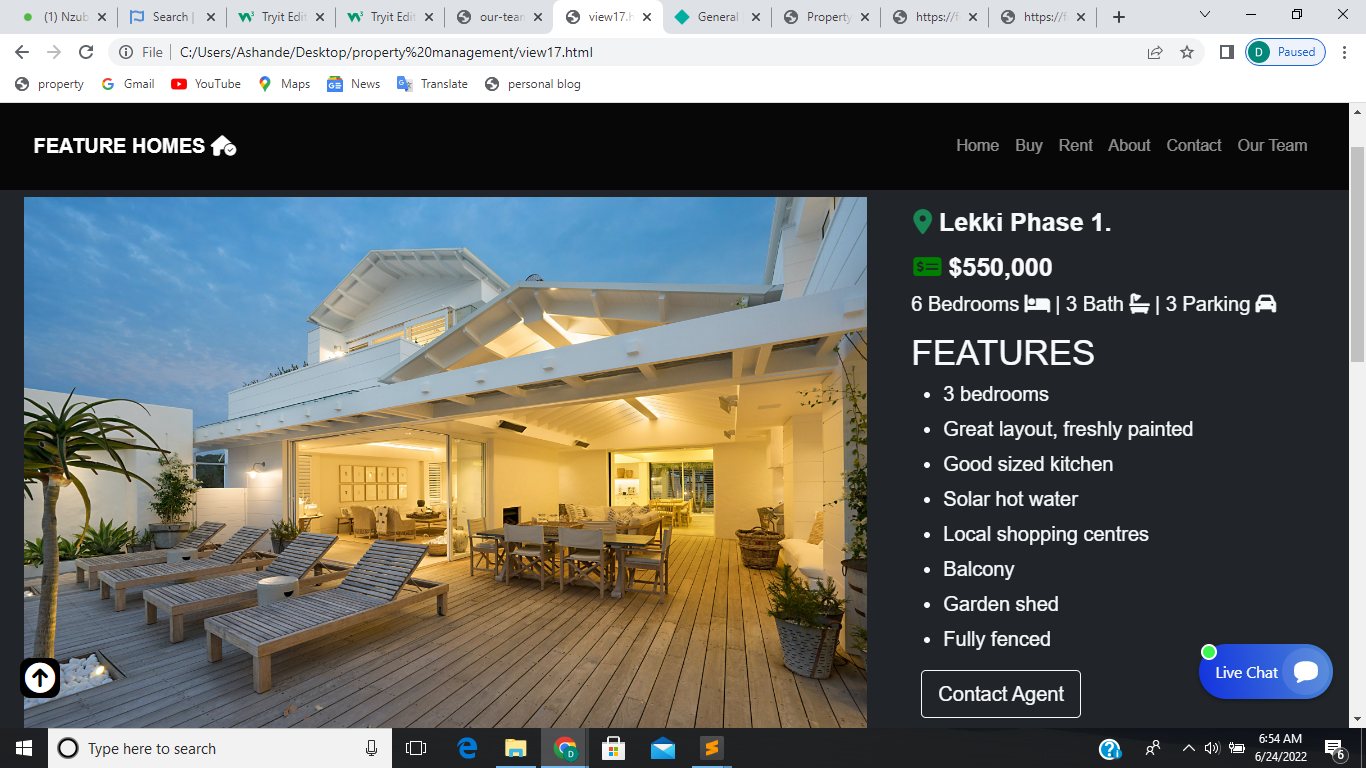 (1) Nzub
Search |
Tryit Edit
Tryit Edit
our-tean
view17.h
General
Property
https://f
https://f
File
C:/Users/Ashande/Desktop/property%20management/view17.html
D
Paused
property
Gmail
YouTube
Maps
News
Translate
personal blog
FEATURE HOMES
Home
Buy
Rent
About
Contact
Our Team
Lekki Phase 1.
$550,000
6 Bedrooms | 3 Bath | 3 Parking
FEATURES
• 3 bedrooms
• Great layout, freshly painted
• Good sized kitchen
• Solar hot water
• Local shopping centres
• Balcony
• Garden shed
• Fully fenced
Live Chat
Contact Agent
Type here to search
6:54 AM
6/24/2022
6